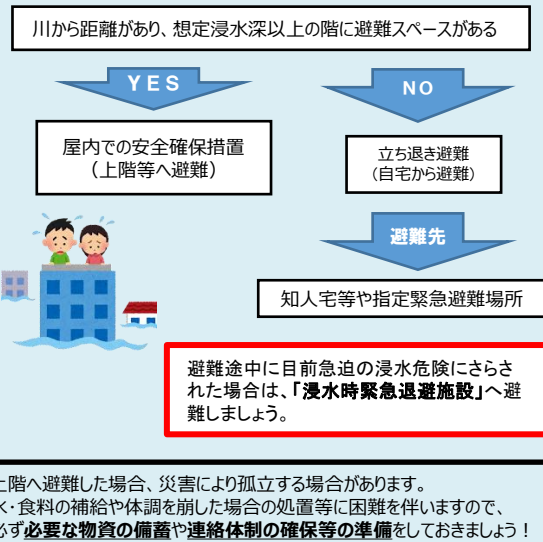 川から距離があり、想定浸水深以上の階に避難スペースがある
YES
NO
屋内での安全確保措置
(上階等へ避難)
立ち退き避難
(自宅から避難)
避難先
知人宅等や指定緊急避難場所
避難途中に目前急迫の浸水危険にさらさ
れた場合は、「浸水時緊急退避施設」へ避
難しましょう。
上階へ避難した場合、災害により孤立する場合があります。
水・食料の補給や体調を崩した場合の処置等に困難を伴いますので、
必ず必要な物資の備蓄や連絡体制の確保等の準備をしておきましょう!